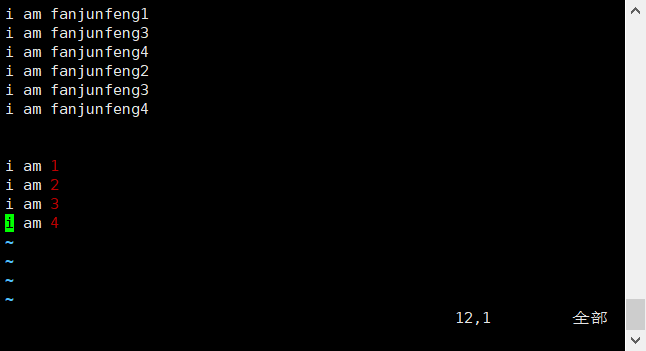 i am fanjunfeng1
i am fanjunfeng3
i am fanjunfeng4
i am fanjunfeng2
i am fanjunfeng3
i am fanjunfeng4
i am 1
i am 2
i am 3
i am 4
~
~
~
~
12,1 全部